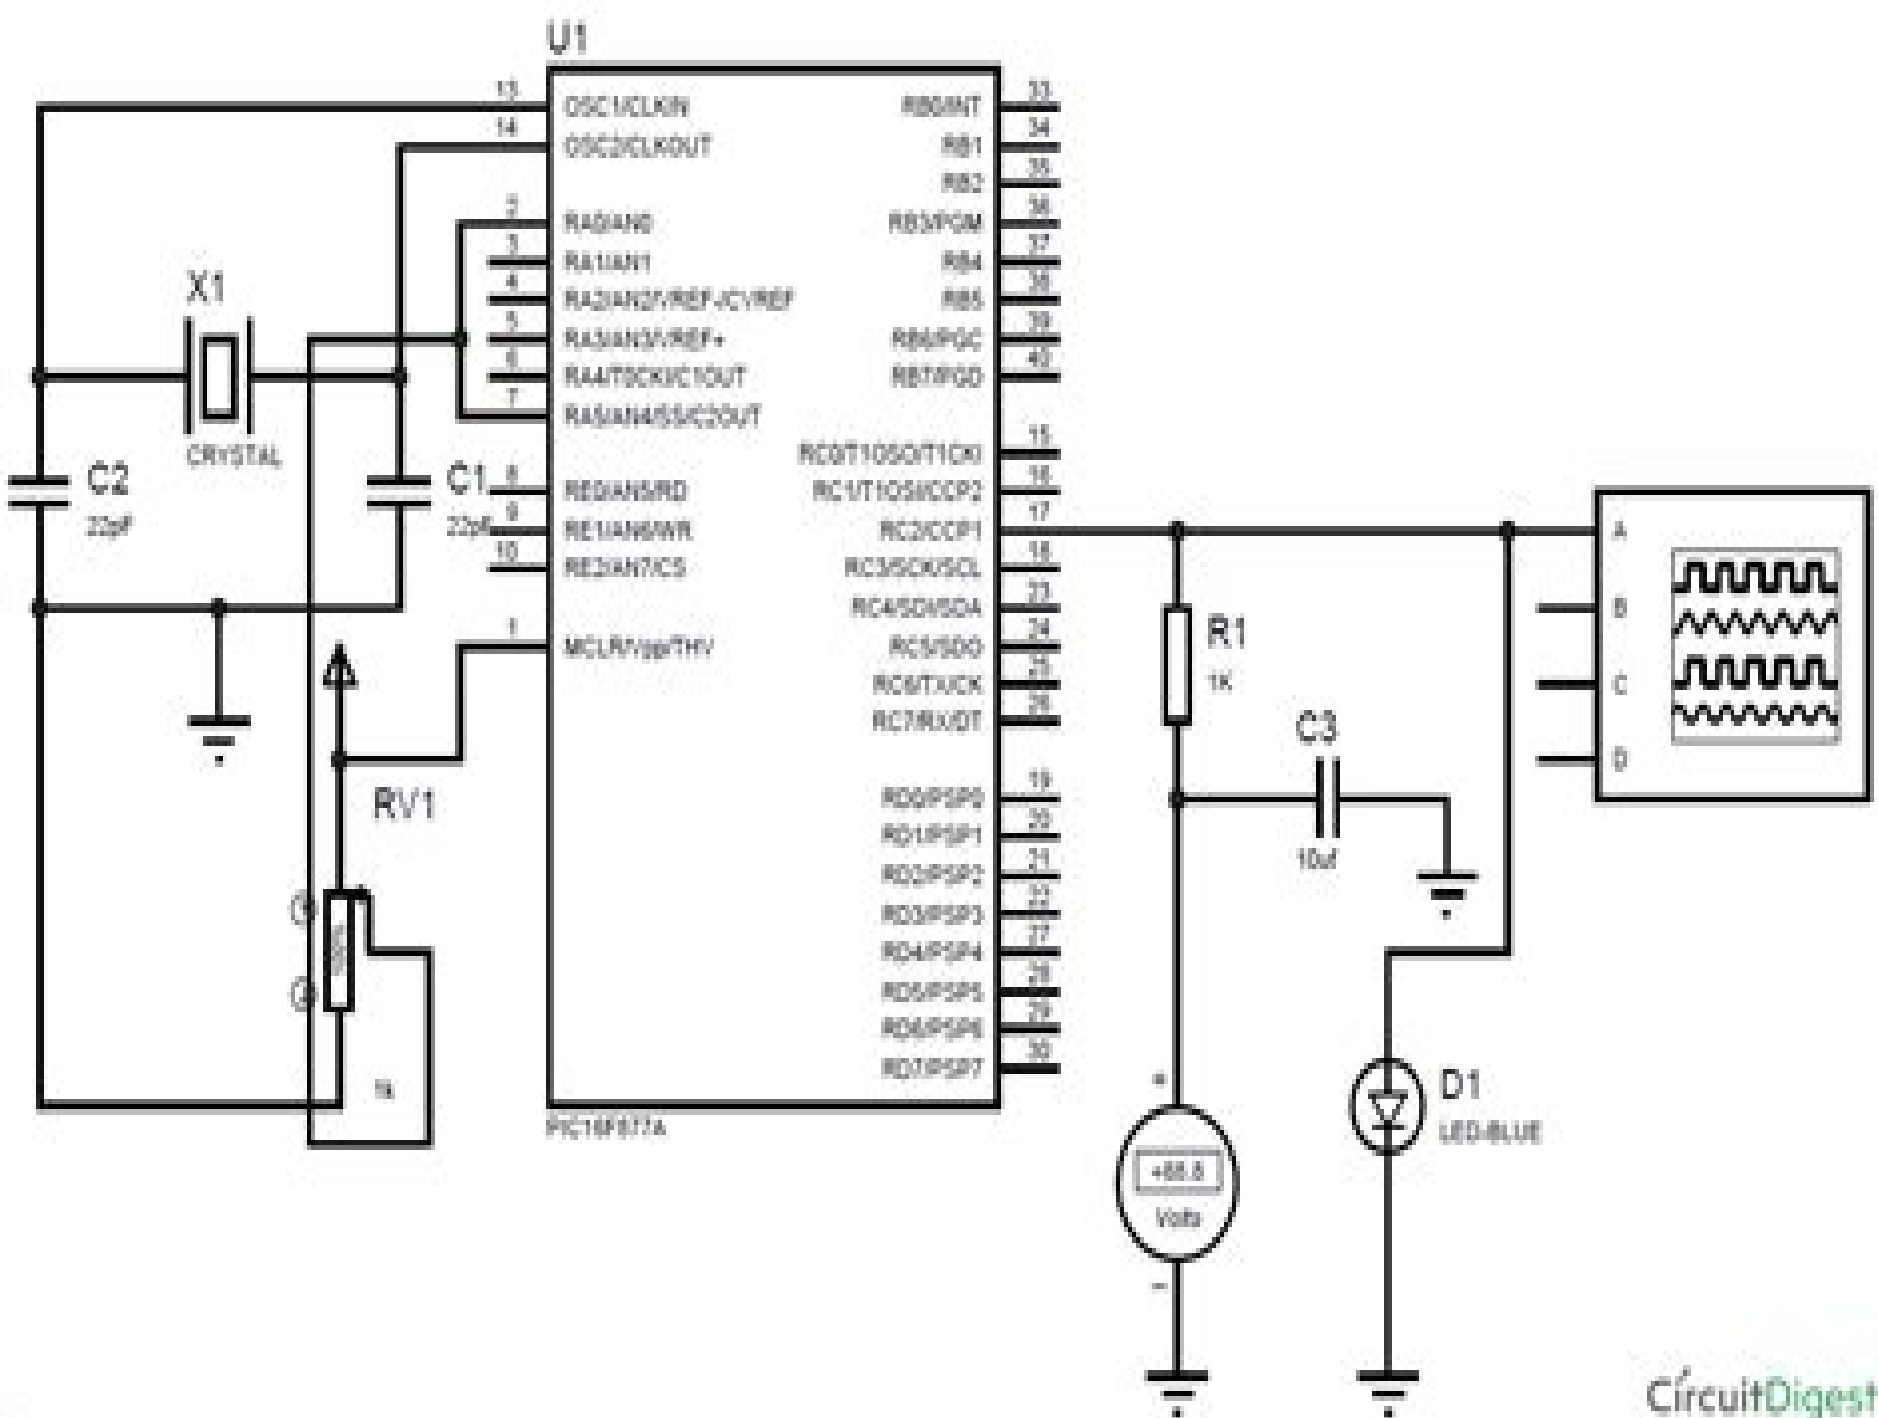 U1
13
OSC1/CLKIN
14
OSC2/CLKOUT
2
RA0/AN0
3
RA1/AN1
4
RA2/AN2/VREF-/CVREF
5
RA3/AN3/VREF+
6
RA4/T0CKI/C1OUT
7
RA5/AN4/SS/C2OUT
8
RE0/AN5/RD
9
RE1/AN6/WR
10
RE2/AN7/CS
1
MCLR/Vpp/THV
RB0/INT
33
RB1
34
RB2
35
RB3/PGM
36
RB4
37
RB5
38
RB6/PGC
39
RB7/PGD
40
RC0/T1OSO/T1CKI
15
RC1/T1OSI/CCP2
16
RC2/CCP1
17
RC3/SCK/SCL
18
RC4/SDI/SDA
23
RC5/SDO
24
RC6/TX/CK
25
RC7/RX/DT
26
RD0/PSP0
19
RD1/PSP1
20
RD2/PSP2
21
RD3/PSP3
22
RD4/PSP4
27
RD5/PSP5
28
RD6/PSP6
29
RD7/PSP7
30
PIC16F877A
X1
CRYSTAL
C2
22pF
C1
22pF
RV1
1k
R1
1K
C3
10uf
A
B
C
D
+
+88.8
Volts
-
D1
LED-BLUE
CircuitDigest